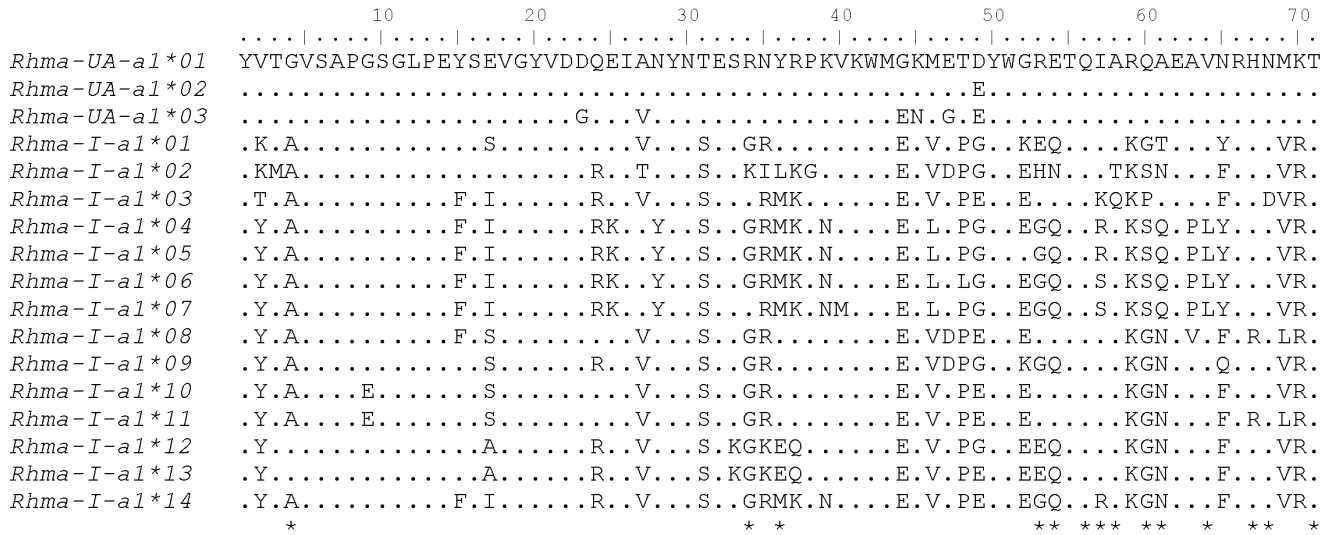 10 20 30 40 50 60 70
....|....|....|....|....|....|....|....|....|....|....|....|....|....|.
Rhma-UA-a1*01 YVTGVSAPGSGLPEYSEVGYVDDQEIANYNTESRNYRPKVKWMGKMETDYWGRETQIARQAEAVNRHNMKT
Rhma-UA-a1*02 ................................................E......................
Rhma-UA-a1*03 ......................G...V................EN.G.E......................
Rhma-I-a1*01 .K.A............S.........V...S..GR........E.V.PG..KEQ....KGT...Y...VR.
Rhma-I-a1*02 .KMA...................R..T...S..KILKG.....E.VDPG..EHN...TKSN...F...VR.
Rhma-I-a1*03 .T.A..........F.I......R..V...S...RMK......E.V.PE..E....KQKP....F..DVR.
Rhma-I-a1*04 .Y.A..........F.I......RK..Y..S..GRMK.N....E.L.PG..EGQ..R.KSQ.PLY...VR.
Rhma-I-a1*05 .Y.A..........F.I......RK..Y..S..GRMK.N....E.L.PG...GQ..R.KSQ.PLY...VR.
Rhma-I-a1*06 .Y.A..........F.I......RK..Y..S..GRMK.N....E.L.LG..EGQ..S.KSQ.PLY...VR.
Rhma-I-a1*07 .Y.A..........F.I......RK..Y..S...RMK.NM...E.L.PG..EGQ..S.KSQ.PLY...VR.
Rhma-I-a1*08 .Y.A..........F.S.........V...S..GR........E.VDPE..E......KGN.V.F.R.LR.
Rhma-I-a1*09 .Y.A............S......R..V...S..GR........E.VDPE..KGQ....KGN...Q...VR.
Rhma-I-a1*10 .Y.A....E.......S.........V...S..GR........E.V.PE..E......KGN...F...VR.
Rhma-I-a1*11 .Y.A....E.......S.........V...S..GR........E.V.PE..E......KGN...F.R.LR.
Rhma-I-a1*12 .Y..............A......R..V...S.KGKEQ......E.V.PG..EEQ....KGN...F...VR.
Rhma-I-a1*13 .Y..............A......R..V...S.KGKEQ......E.V.PE..EEQ....KGN...F...VR.
Rhma-I-a1*14 .Y.A..........F.I......R..V...S..GRMK.N....E.V.PE..EGQ..R.KGN...F...VR.
* * * ** *** ** * ** *